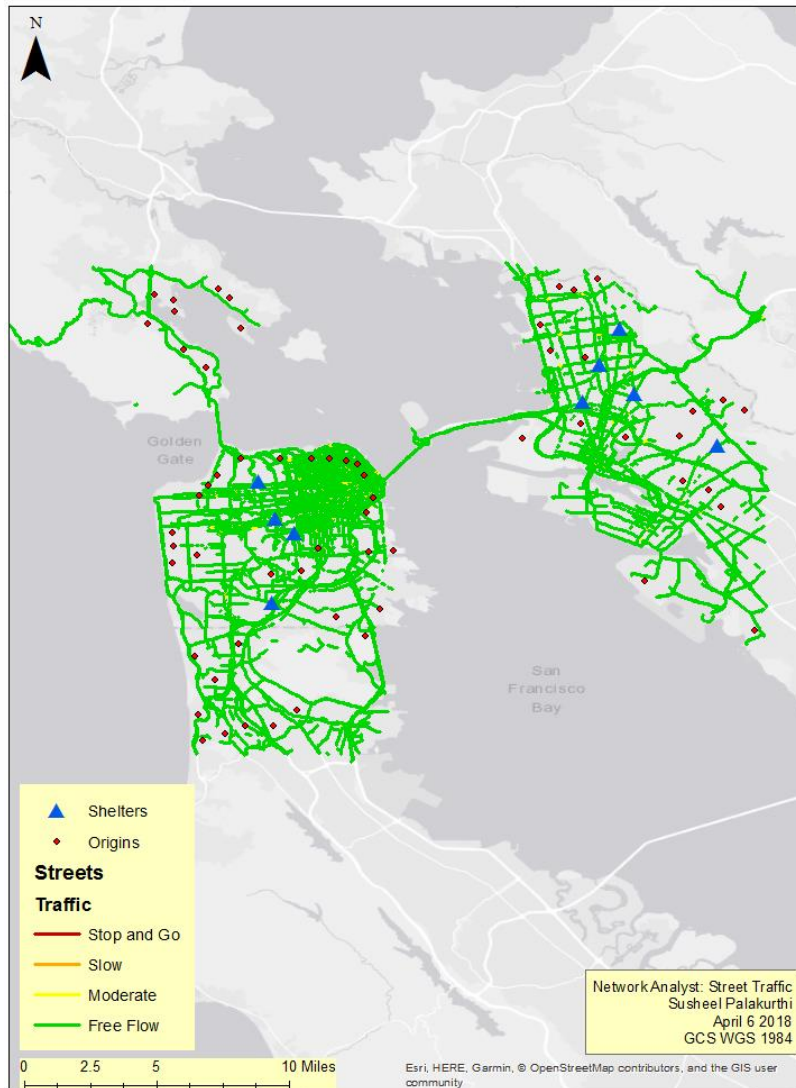 N
Golden
Gate
San
Francisco
Bay
Shelters
Origins
Streets
Traffic
Stop and Go
Slow
Moderate
Free Flow
Network Analyst: Street Traffic
Susheel Palakurthi
April 6 2018
GCS WGS 1984
0 2.5 5 10 Miles
Esri, HERE, Garmin, © OpenStreetMap contributors, and the GIS user
community